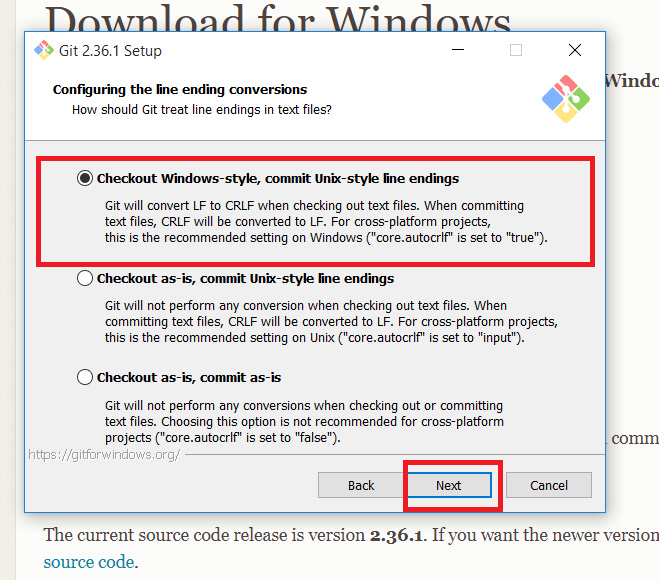 Download for Windows
Git 2.36.1 Setup
Windo
Configuring the line ending conversions
How should Git treat line endings in text files?
Checkout Windows-style, commit Unix-style line endings
Git will convert LF to CRLF when checking out text files. When committing
text files, CRLF will be converted to LF. For cross-platform projects,
this is the recommended setting on Windows ("core.autocrlf" is set to "true").
Checkout as-is, commit Unix-style line endings
Git will not perform any conversion when checking out text files. When
committing text files, CRLF will be converted to LF. For cross-platform projects,
this is the recommended setting on Unix ("core.autocrlf" is set to "input").
Checkout as-is, commit as-is
Git will not perform any conversions when checking out or committing
text files. Choosing this option is not recommended for cross-platform
projects ("core.autocrlf" is set to "false").
comm
https://gitforwindows.org/
Back Next Cancel
The current source code release is version 2.36.1. If you want the newer version
source code.